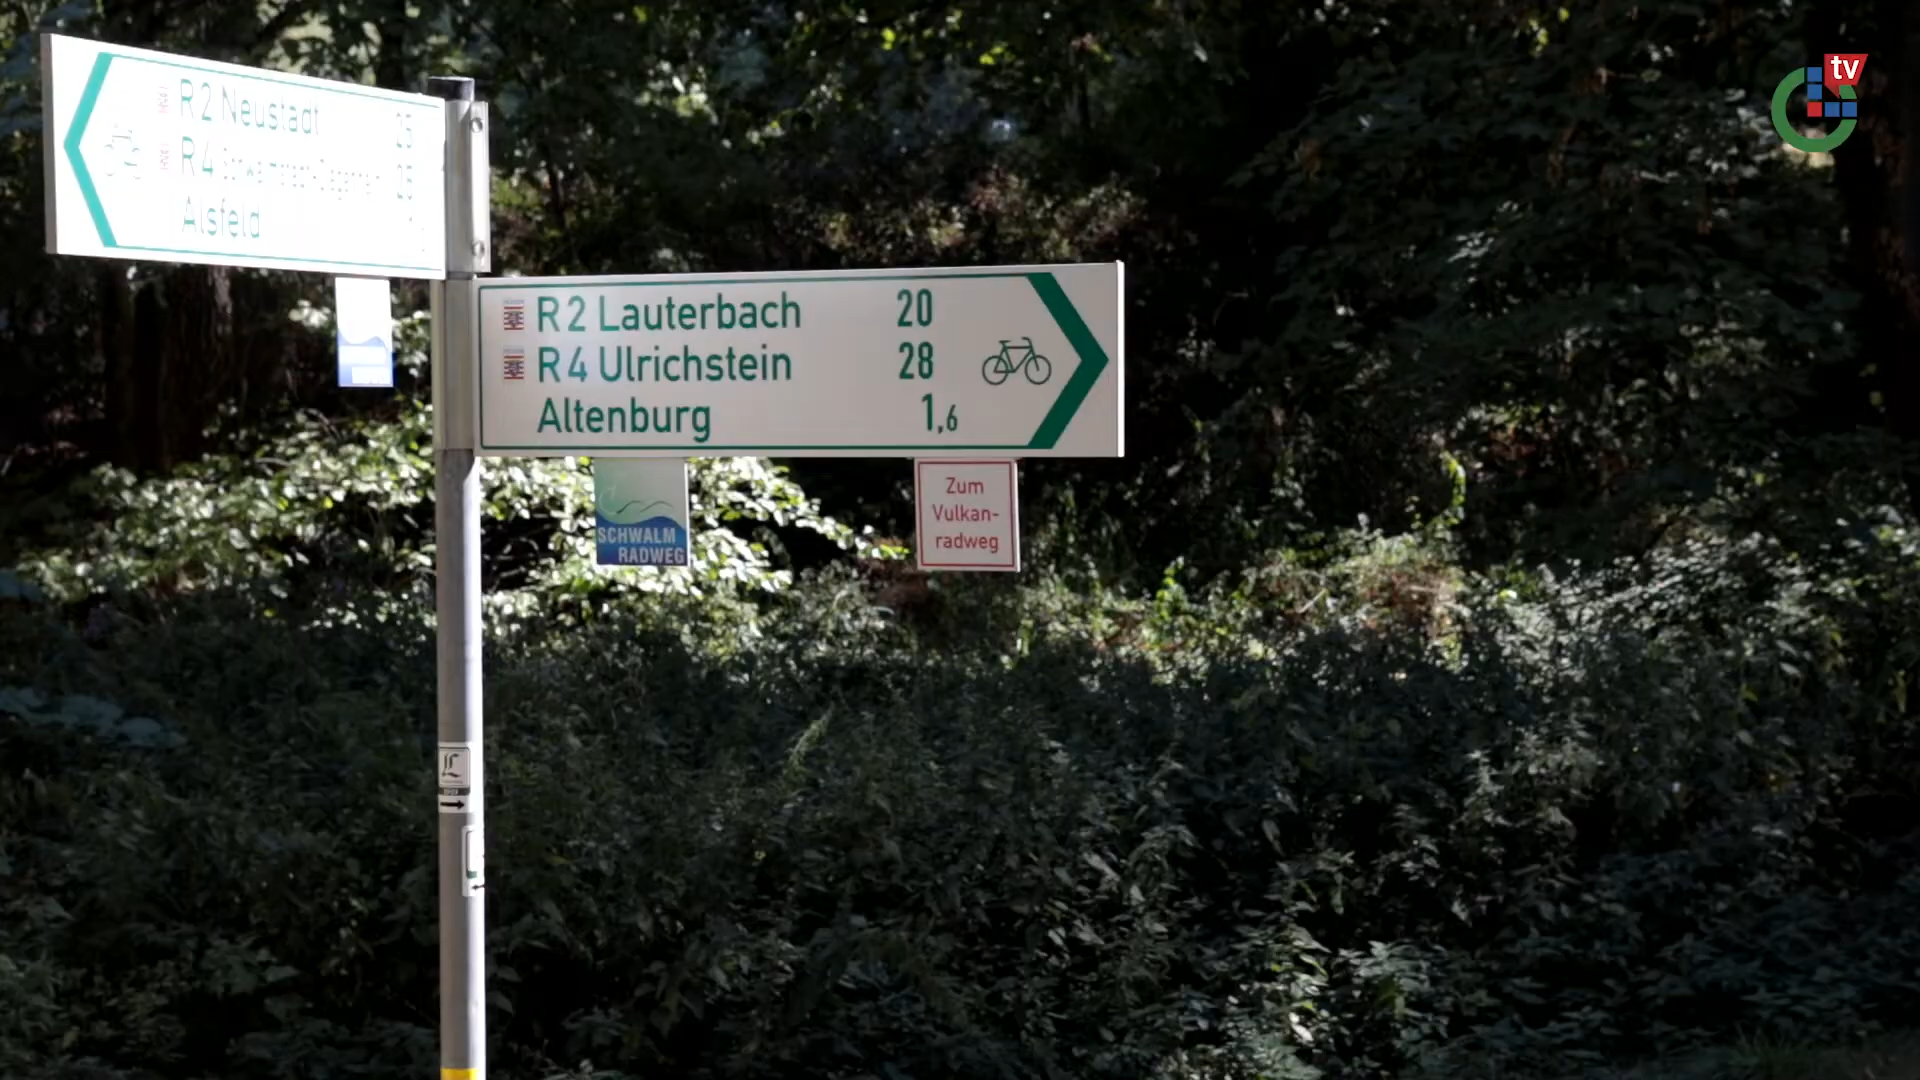 R2 Neustadt
R4
Alsfeld
R2 Lauterbach 20
R4 Ulrichstein 28
Altenburg 1,6
SCHWALM
RADWEG
Zum
Vulkan-
radweg
tv